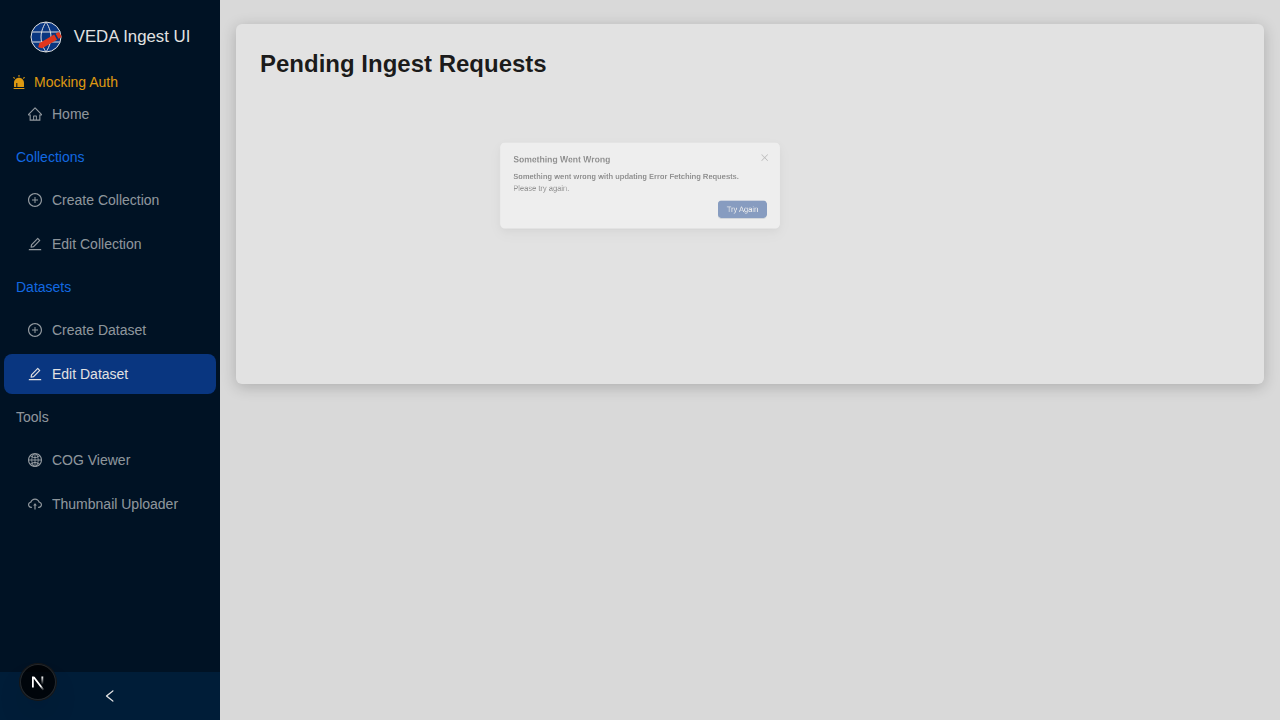 VEDA Ingest UI
Mocking Auth
Home
Collections
Create Collection
Edit Collection
Datasets
Create Dataset
Edit Dataset
Tools
COG Viewer
Thumbnail Uploader
N
Pending Ingest Requests
Something Went Wrong
Something went wrong with updating Error Fetching Requests.
Please try again.
Try Again